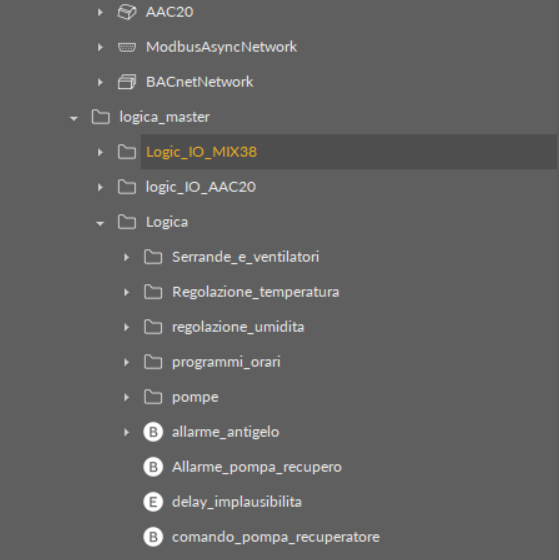 AAC20
ModbusAsyncNetwork
BACnetNetwork
logica_master
Logic_IO_MIX38
logic_IO_AAC20
Logica
Serrande_e_ventilatori
Regolazione_temperatura
regolazione_umidita
programmi_orari
pompe
B allarme_antigelo
B Allarme_pompa_recupero
E delay_implausibilita
B comando_pompa_recuperatore